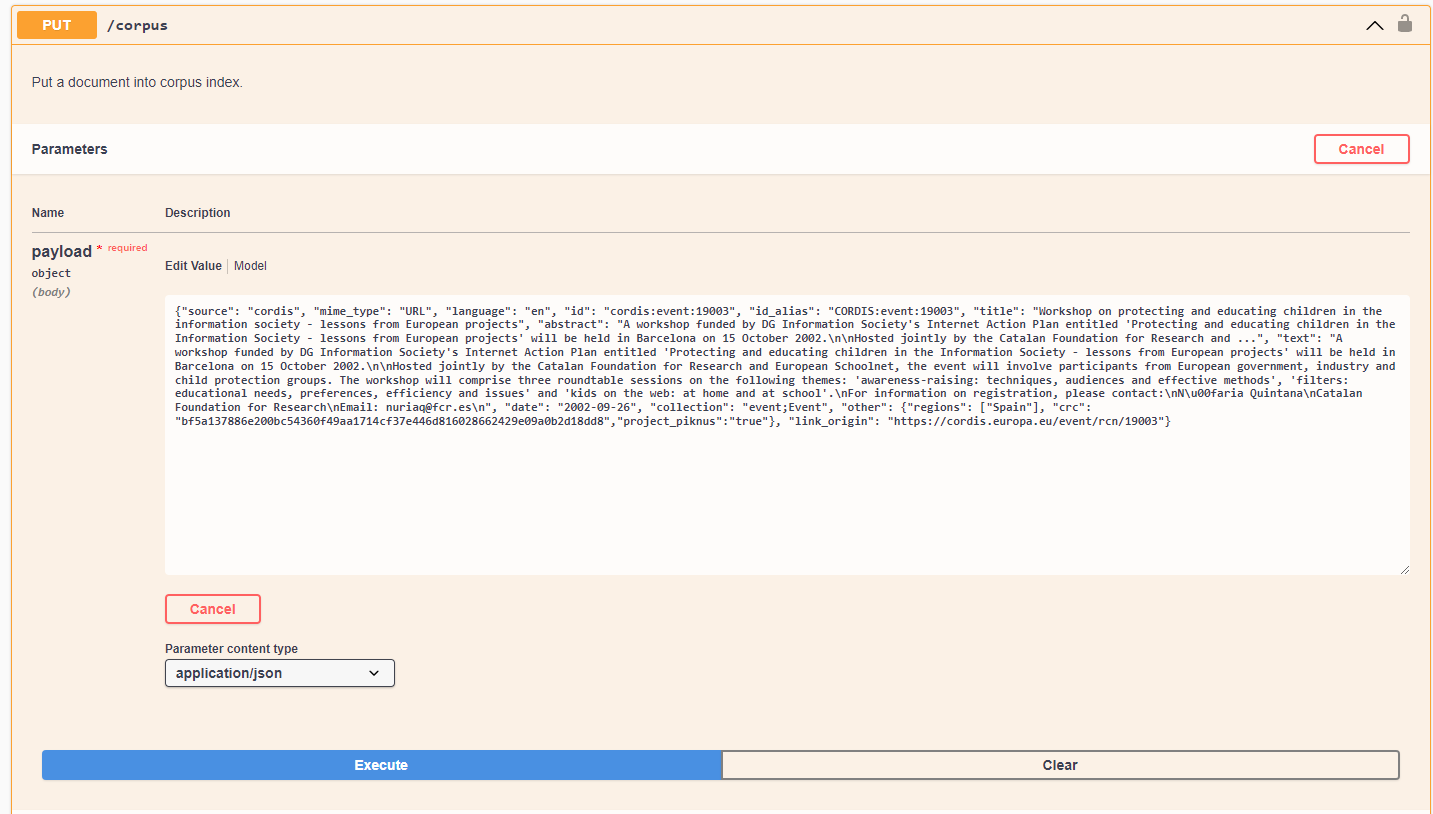 PUT /corpus
Put a document into corpus index.
Parameters
Cancel
Name Description
payload * required
object
(body)
Edit Value | Model
{"source": "cordis", "mime_type": "URL", "language": "en", "id": "cordis:event:19003", "id_alias": "CORDIS:event:19003", "title": "Workshop on protecting and educating children in the
information society - lessons from European projects", "abstract": "A workshop funded by DG Information Society's Internet Action Plan entitled 'Protecting and educating children in the
Information Society - lessons from European projects' will be held in Barcelona on 15 October 2002.\n\nHosted jointly by the Catalan Foundation for Research and ...", "text": "A
workshop funded by DG Information Society's Internet Action Plan entitled 'Protecting and educating children in the Information Society - lessons from European projects' will be held in
Barcelona on 15 October 2002.\n\nHosted jointly by the Catalan Foundation for Research and European Schoolnet, the event will involve participants from European government, industry and
child protection groups. The workshop will comprise three roundtable sessions on the following themes: 'awareness-raising: techniques, audiences and effective methods', 'filters:
educational needs, preferences, efficiency and issues' and 'kids on the web: at home and at school'.\nFor information on registration, please contact:\nN\u00faria Quintana\nCatalan
Foundation for Research\nEmail: nuriaq@fcr.es\n", "date": "2002-09-26", "collection": "event;Event", "other": {"regions": ["Spain"], "crc":
"bf5a137886e200bc54360f49aa1714cf37e446d816028662429e09a0b2d18dd8","project_piknus":"true"}, "link_origin": "https://cordis.europa.eu/event/rcn/19003"}
Cancel
Parameter content type
application/json
Execute
Clear